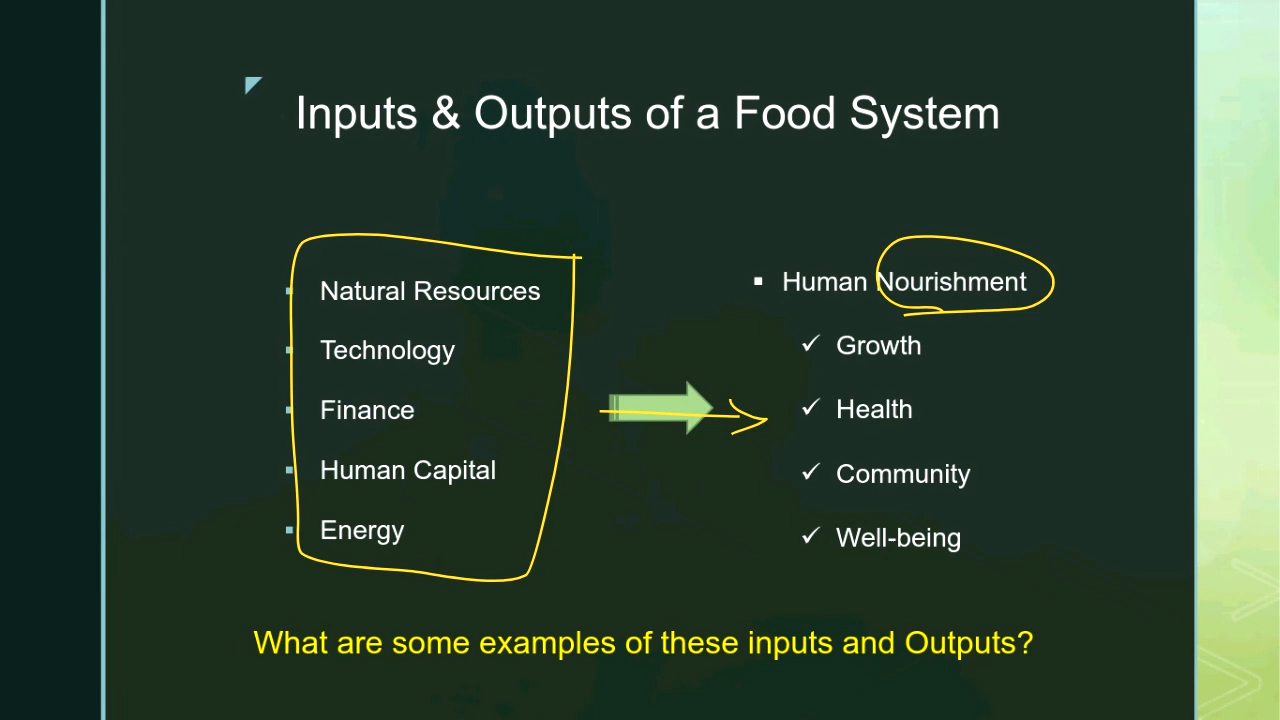 Inputs & Outputs of a Food System
Natural Resources
Technology
Finance
Human Capital
Energy
Human Nourishment
Growth
Health
Community
Well-being
What are some examples of these inputs and Outputs?